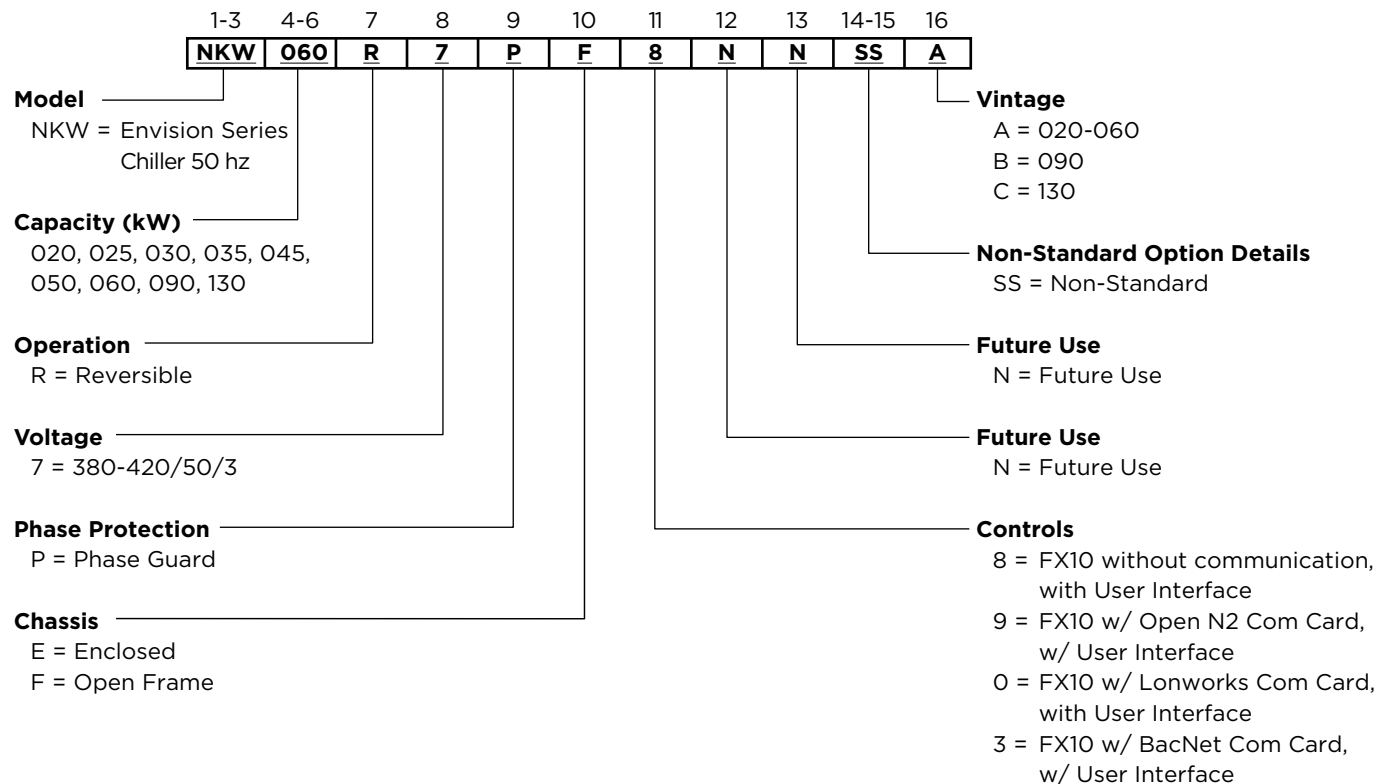 1-3 4-6 7 8 9 10 11 12 13 14-15 16
NKW 060 R 7 P F 8 N N SS A
Model
NKW = Envision Series
Chiller 50 hz
Capacity (kW)
020, 025, 030, 035, 045,
050, 060, 090, 130
Operation
R = Reversible
Voltage
7 = 380-420/50/3
Phase Protection
P = Phase Guard
Chassis
E = Enclosed
F = Open Frame
Vintage
A = 020-060
B = 090
C = 130
Non-Standard Option Details
SS = Non-Standard
Future Use
N = Future Use
Future Use
N = Future Use
Controls
8 = FX10 without communication,
with User Interface
9 = FX10 w/ Open N2 Com Card,
w/ User Interface
0 = FX10 w/ Lonworks Com Card,
with User Interface
3 = FX10 w/ BacNet Com Card,
w/ User Interface